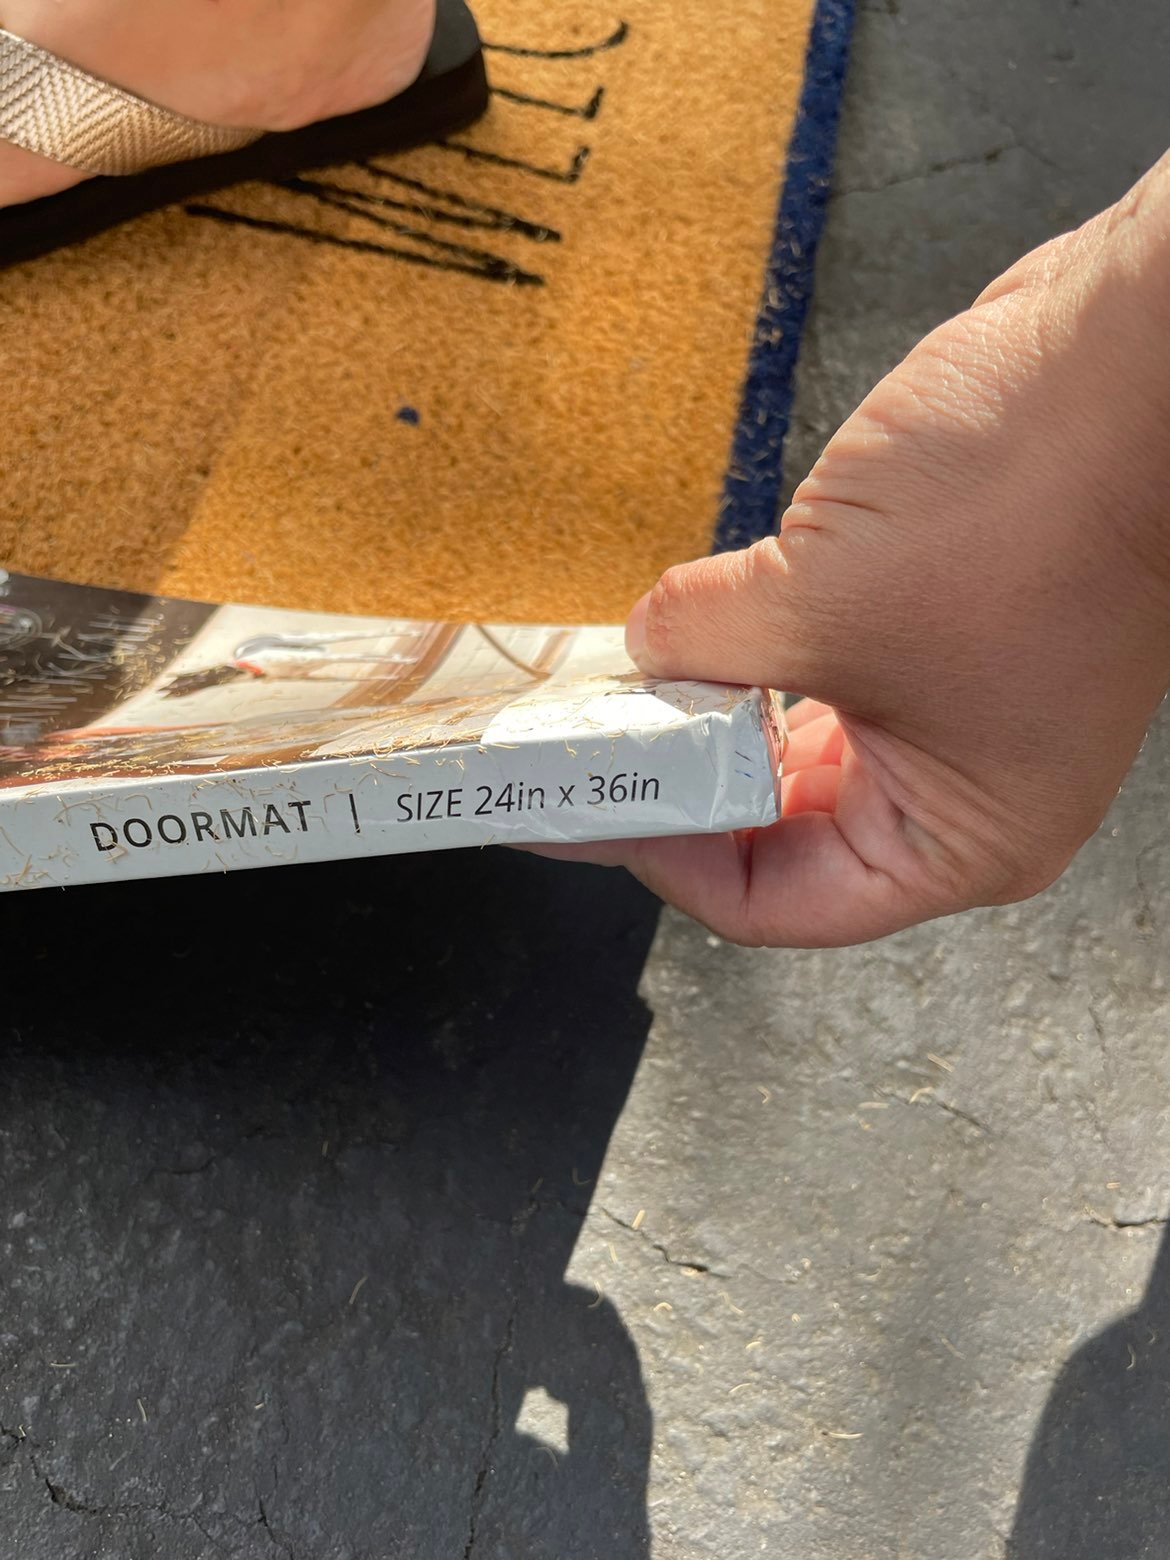 DOORMAT | SIZE 24in x 36in